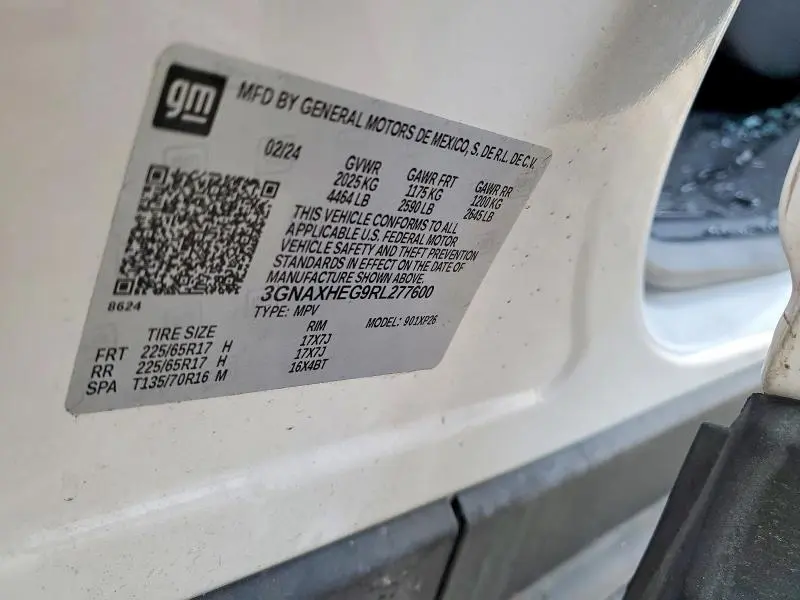 gm
MFD BY GENERAL MOTORS DE MEXICO, S. DE R.L. DE C.V.
02/24
GVWR GAWR FRT GAWR RR
2025 KG 1175 KG 1200 KG
4464 LB 2590 LB 2645 LB
THIS VEHICLE CONFORMS TO ALL
APPLICABLE U.S. FEDERAL MOTOR
VEHICLE SAFETY AND THEFT PREVENTION
STANDARDS IN EFFECT ON THE DATE OF
MANUFACTURE SHOWN ABOVE.
3GNAXHEG9RL277600
8624
TYPE: MPV MODEL: 901XP26
TIRE SIZE RIM
FRT 225/65R17 H 17X7J
RR 225/65R17 H 17X7J
SPA T135/70R16 M 16X4BT